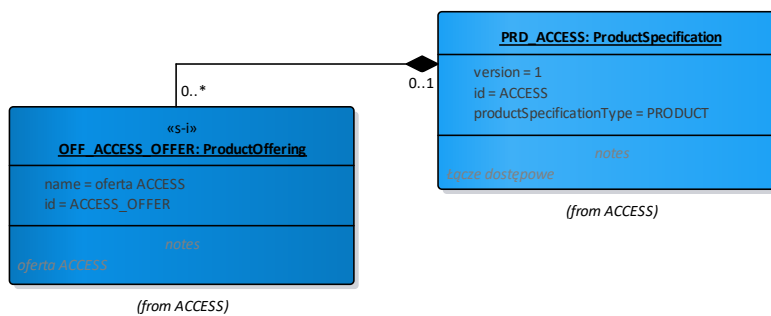 PRD_ACCESS: ProductSpecification
version = 1
id = ACCESS
productSpecificationType = PRODUCT
notes
Łącze dostępowe
(from ACCESS)
0..1
0..*
«s-i»
OFF_ACCESS_OFFER: ProductOffering
name = oferta ACCESS
id = ACCESS_OFFER
notes
oferta ACCESS
(from ACCESS)